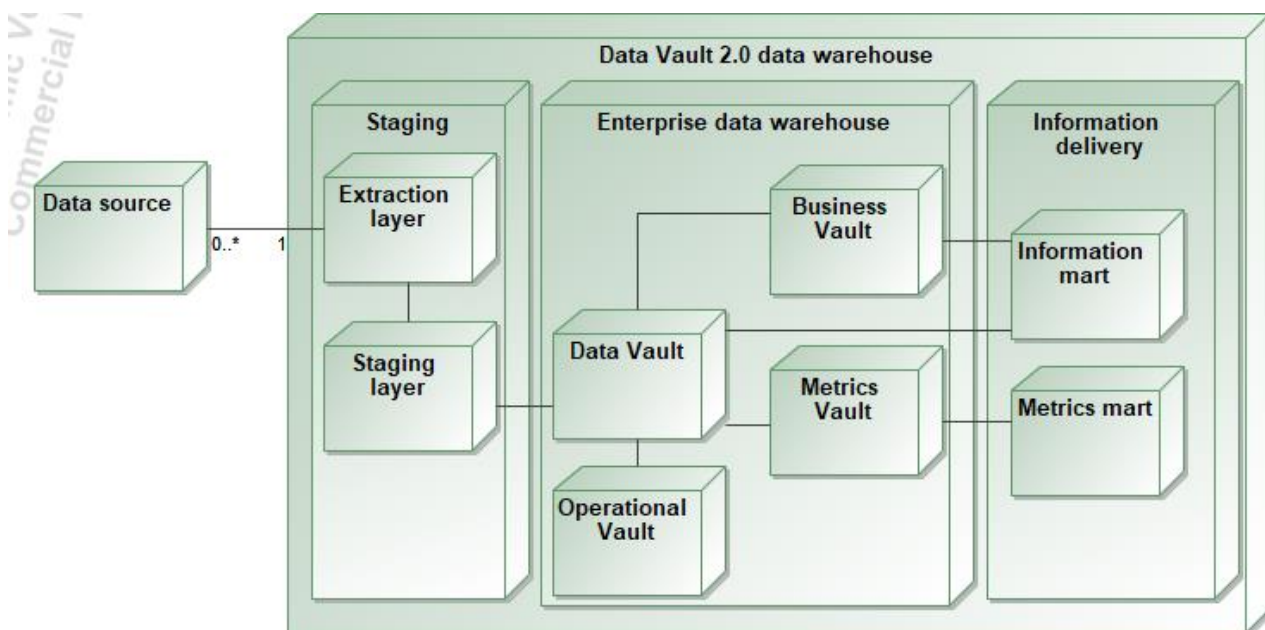 Commercial
Data Vault 2.0 data warehouse
Staging
Enterprise data warehouse
Information
delivery
Data source
0..*
1
Extraction
layer
Business
Vault
Information
mart
Staging
layer
Data Vault
Metrics
Vault
Metrics mart
Operational
Vault